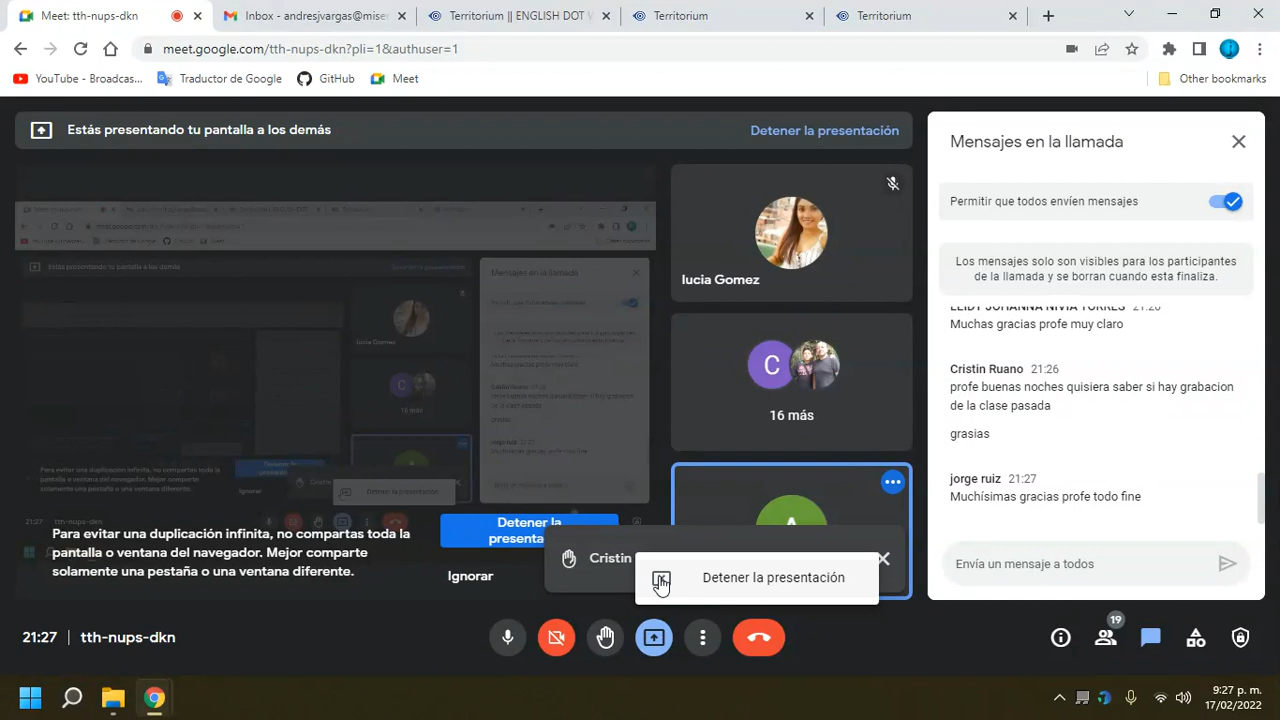 Meet: tth-nups-dkn
Inbox - andresjvargas@miser
Territorium || ENGLISH DOT W
Territorium
Territorium
meet.google.com/tth-nups-dkn?pli=1&authuser=1
YouTube - Broadcas...
Traductor de Google
GitHub
Meet
Other bookmarks
Estás presentando tu pantalla a los demás
Detener la presentación
lucia Gomez
16 más
Para evitar una duplicación infinita, no compartas toda la
pantalla o ventana del navegador. Mejor comparte
solamente una pestaña o una ventana diferente.
Detener la
Ignorar
Cristin
Detener la presentación
Mensajes en la llamada
Permitir que todos envíen mensajes
Los mensajes solo son visibles para los participantes
de la llamada y se borran cuando esta finaliza.
LEIDY JOHANNA NIVIA TORRES
Muchas gracias profe muy claro
Cristin Ruano 21:26
profe buenas noches quisiera saber si hay grabacion
de la clase pasada
grasias
jorge ruiz 21:27
Muchísimas gracias profe todo fine
Envía un mensaje a todos
21:27 | tth-nups-dkn
19
9:27 p. m.
17/02/2022